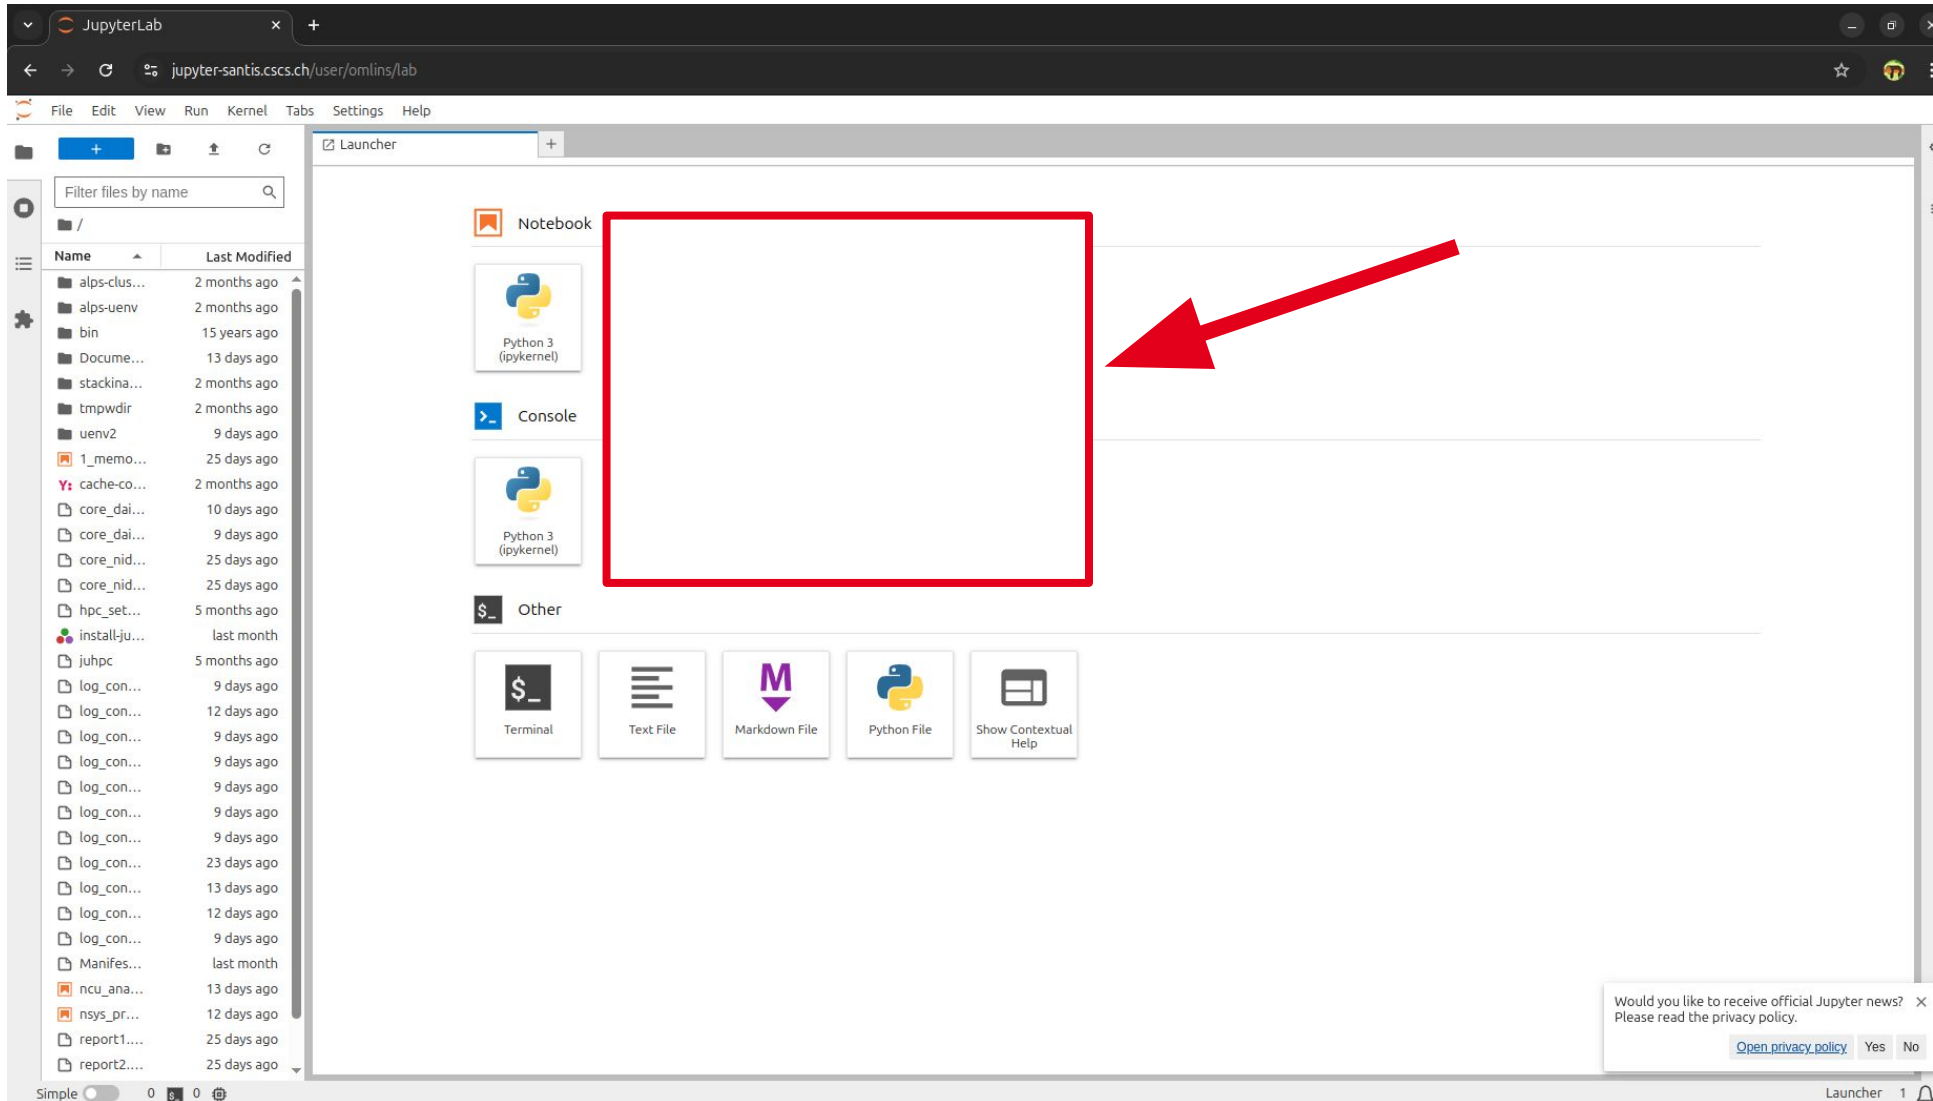 JupyterLab
jupyter-santis.cscs.ch/user/omlins/lab
File Edit View Run Kernel Tabs Settings Help
+
Launcher
Filter files by name
/
Name Last Modified
alps-clus... 2 months ago
alps-uenv 2 months ago
bin 15 years ago
Docume... 13 days ago
stackina... 2 months ago
tmpwdir 2 months ago
uenv2 9 days ago
1_memo... 25 days ago
Y: cache-co... 2 months ago
core_dai... 10 days ago
core_dai... 9 days ago
core_nid... 25 days ago
core_nid... 25 days ago
hpc_set... 5 months ago
install-ju... last month
juhpc 5 months ago
log_con... 9 days ago
log_con... 12 days ago
log_con... 9 days ago
log_con... 9 days ago
log_con... 9 days ago
log_con... 9 days ago
log_con... 9 days ago
log_con... 23 days ago
log_con... 13 days ago
log_con... 12 days ago
log_con... 9 days ago
Manifes... last month
ncu_ana... 13 days ago
nsys_pr... 12 days ago
report1.... 25 days ago
report2.... 25 days ago
Notebook
Python 3
(ipykernel)
Console
Python 3
(ipykernel)
$_ Other
$_
M
Terminal Text File Markdown File Python File Show Contextual
Help
Would you like to receive official Jupyter news?
Please read the privacy policy.
Open privacy policy Yes No
Simple 0 $_ 0 Launcher 1